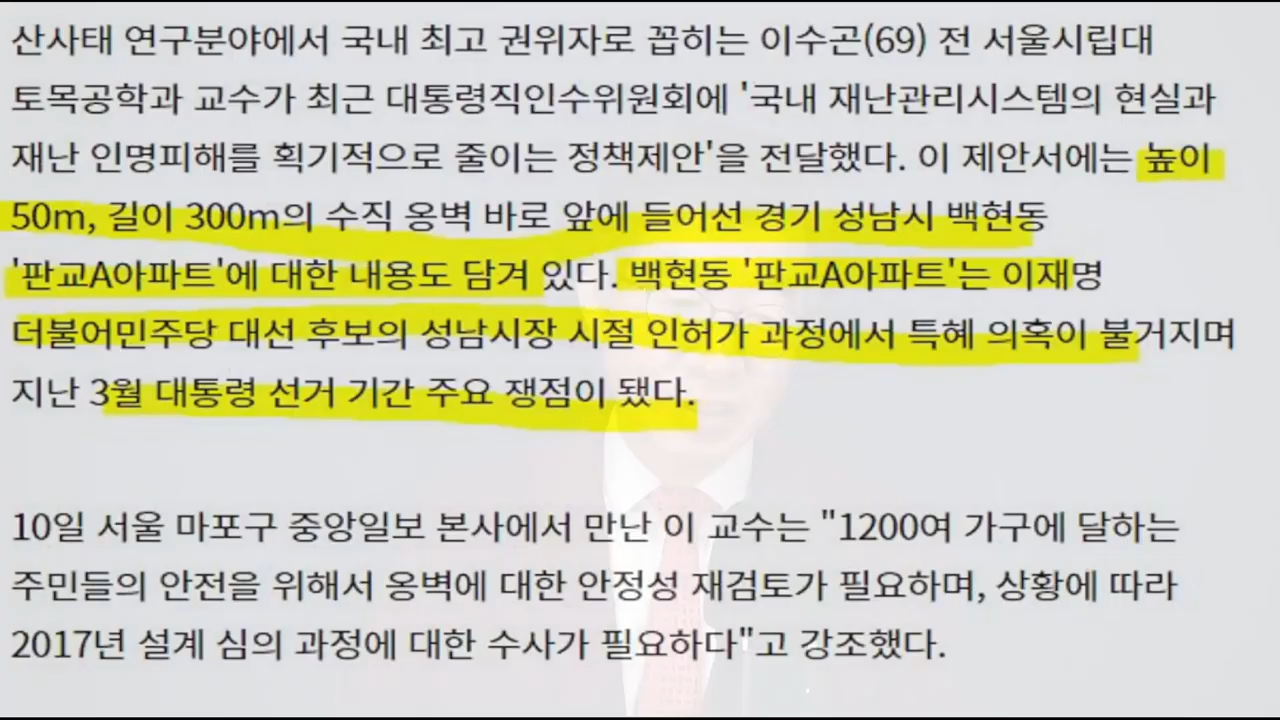 산사태 연구분야에서 국내 최고 권위자로 꼽히는 이수곤(69) 전 서울시립대
토목공학과 교수가 최근 대통령직인수위원회에 '국내 재난관리시스템의 현실과
재난 인명피해를 획기적으로 줄이는 정책제안'을 전달했다. 이 제안서에는 높이
50m, 길이 300m의 수직 옹벽 바로 앞에 들어선 경기 성남시 백현동
'판교A아파트'에 대한 내용도 담겨 있다. 백현동 '판교A아파트'는 이재명
더불어민주당 대선 후보의 성남시장 시절 인허가 과정에서 특혜 의혹이 불거지며
지난 3월 대통령 선거 기간 주요 쟁점이 됐다.
10일 서울 마포구 중앙일보 본사에서 만난 이 교수는 "1200여 가구에 달하는
주민들의 안전을 위해서 옹벽에 대한 안정성 재검토가 필요하며, 상황에 따라
2017년 설계 심의 과정에 대한 수사가 필요하다"고 강조했다.